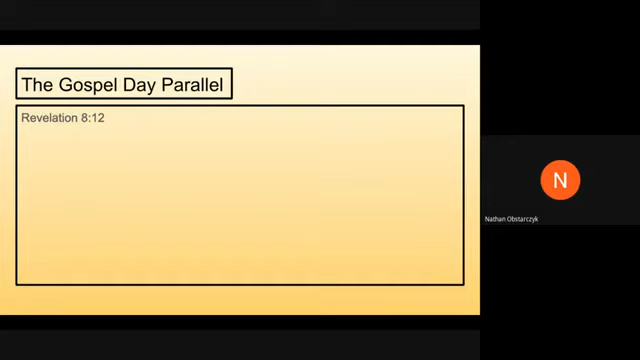 The Gospel Day Parallel
Revelation 8:12
N
Nathan Obstarczyk